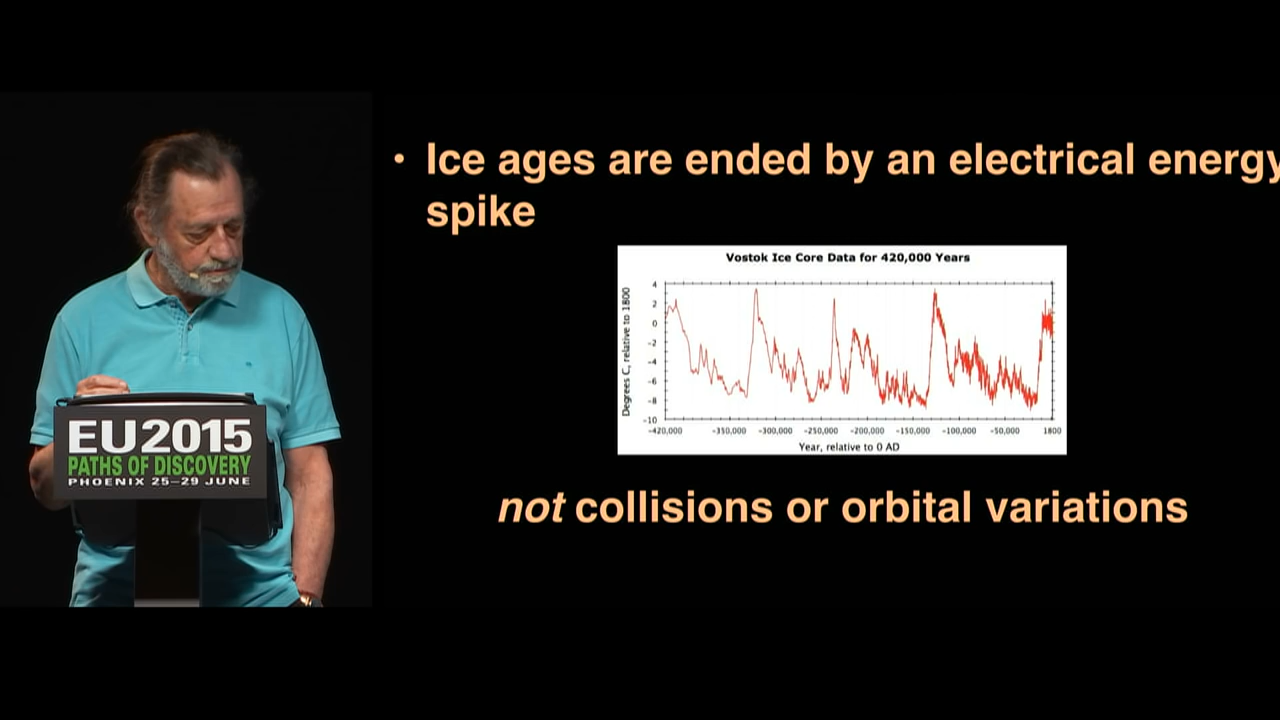 • Ice ages are ended by an electrical energy
spike
Vostok Ice Core Data for 420,000 Years
Degrees C, relative to 1800
4
2
0
-2
-4
-6
-8
-10
-420,000 -350,000 -300,000 -250,000 -200,000 -150,000 -100,000 -50,000 1800
Year, relative to 0 AD
not collisions or orbital variations
EU2015
PATHS OF DISCOVERY
PHOENIX 25–29 JUNE